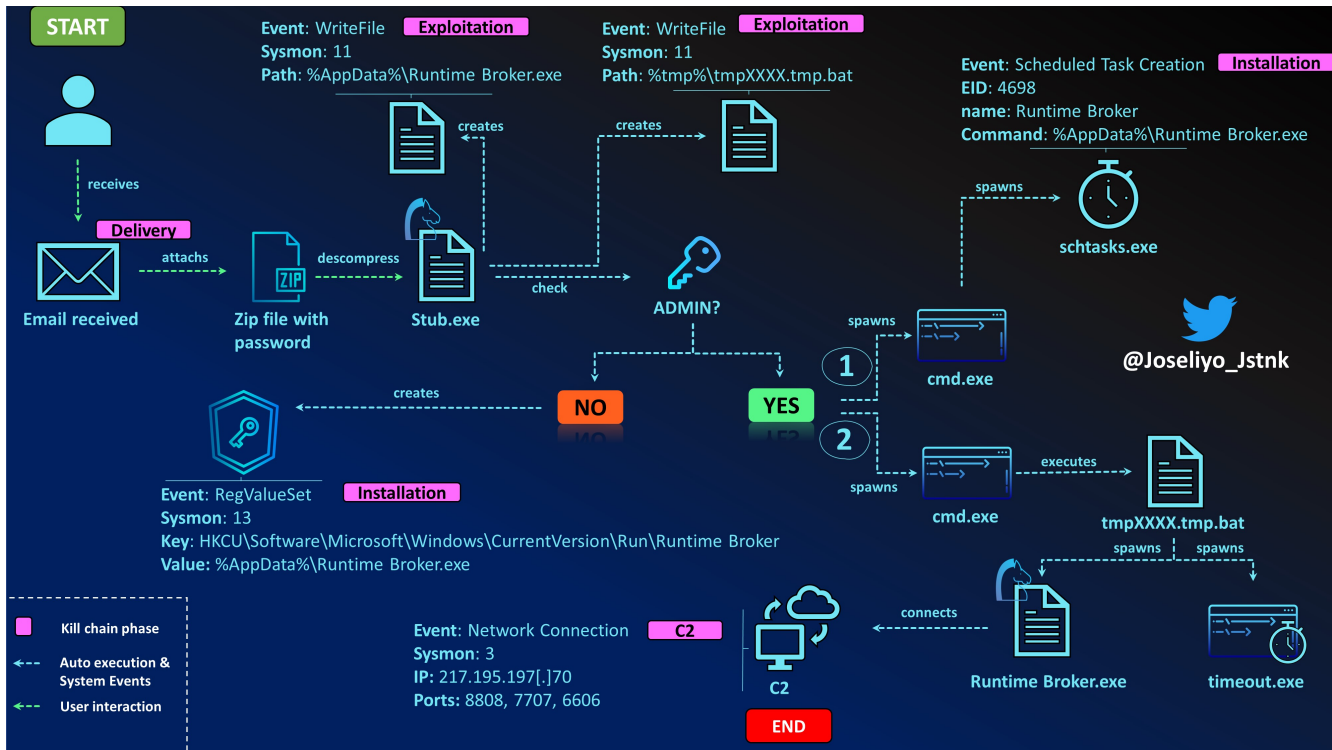 START
Event: WriteFile
Exploitation
Sysmon: 11
Path: %AppData%\Runtime Broker.exe
Event: WriteFile
Exploitation
Sysmon: 11
Path: %tmp%\tmpXXXX.tmp.bat
Event: Scheduled Task Creation
Installation
EID: 4698
name: Runtime Broker
Command: %AppData%\Runtime Broker.exe
creates
creates
receives
spawns
Delivery
attachs
ZIP
descompress
check
schtasks.exe
Email received
Zip file with
password
Stub.exe
ADMIN?
spawns
1
cmd.exe
@Joseliyo_Jstnk
creates
NO
YES
2
spawns
cmd.exe
executes
tmpXXXX.tmp.bat
spawns
spawns
Event: RegValueSet
Installation
Sysmon: 13
Key: HKCU\Software\Microsoft\Windows\CurrentVersion\Run\Runtime Broker
Value: %AppData%\Runtime Broker.exe
Kill chain phase
Auto execution &
System Events
User interaction
Event: Network Connection
C2
Sysmon: 3
IP: 217.195.197[.]70
Ports: 8808, 7707, 6606
C2
END
connects
Runtime Broker.exe
timeout.exe